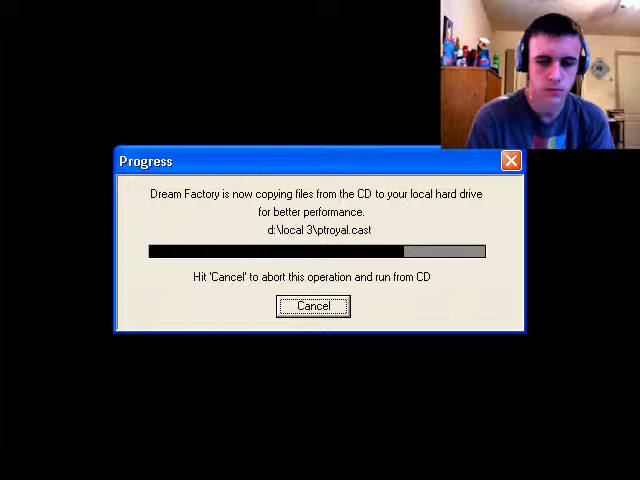 Progress
Dream Factory is now copying files from the CD to your local hard drive
for better performance.
d:\local 3\ptroyal.cast
Hit 'Cancel' to abort this operation and run from CD
Cancel